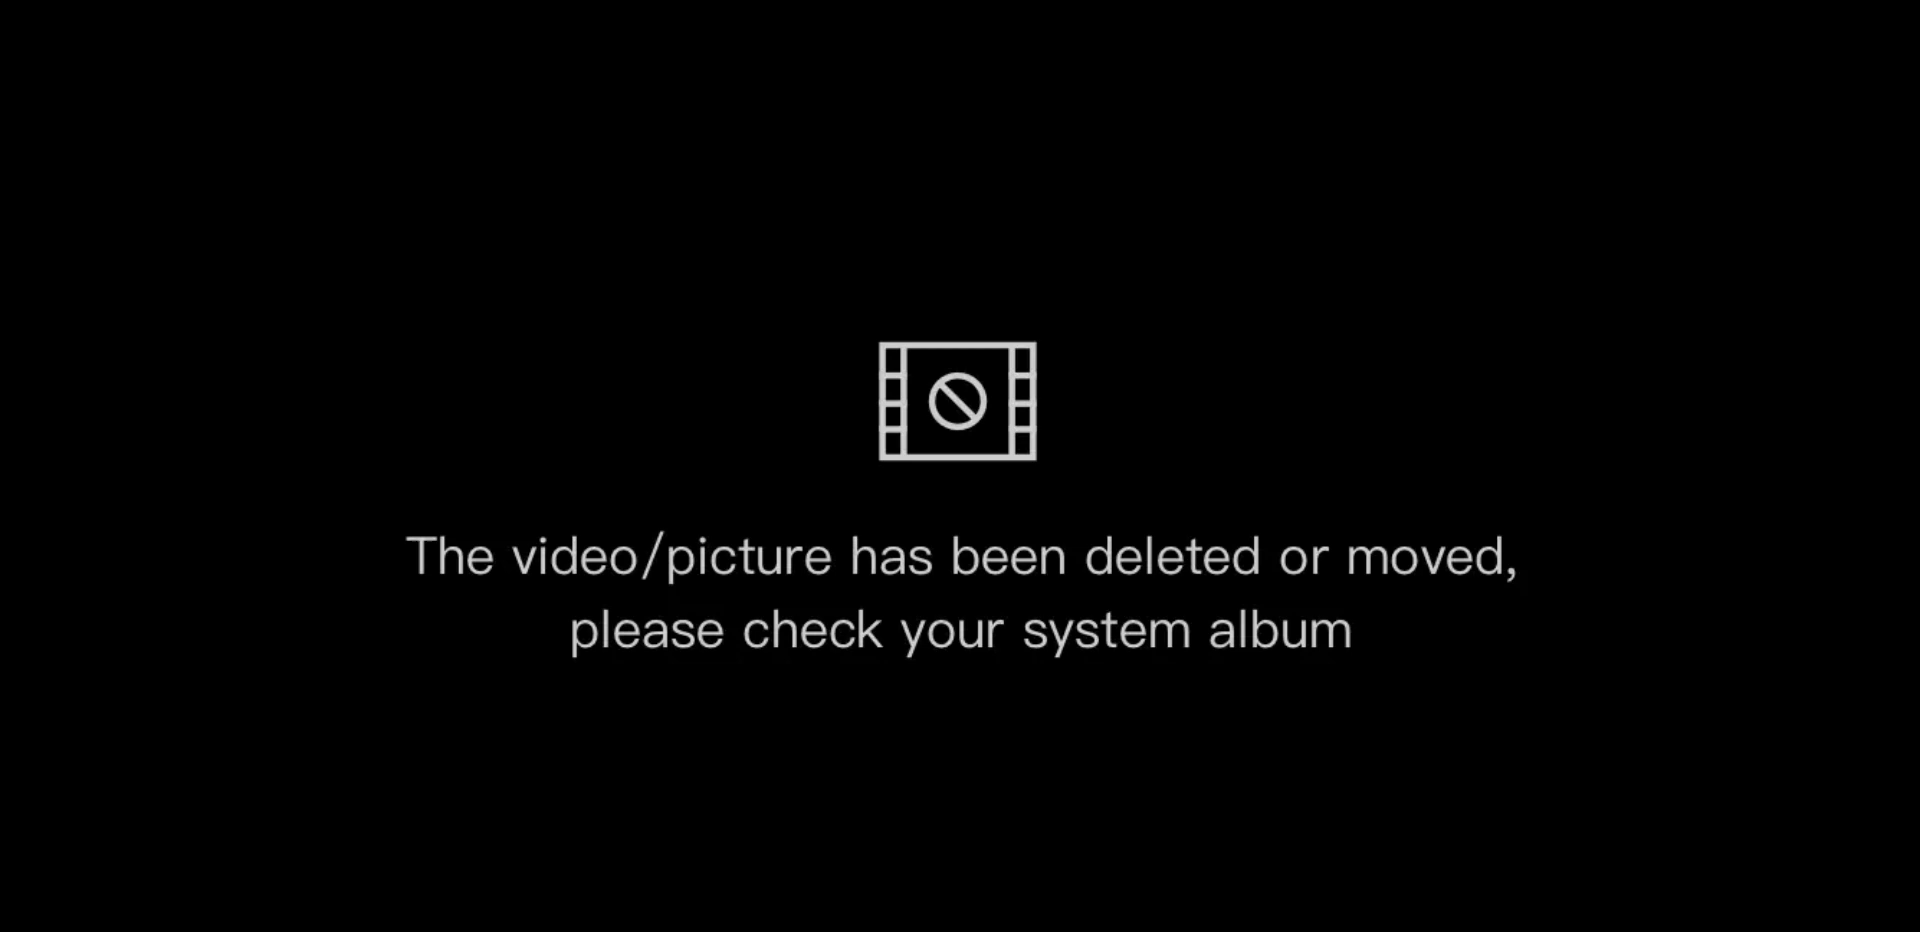 The video/picture has been deleted or moved,
please check your system album